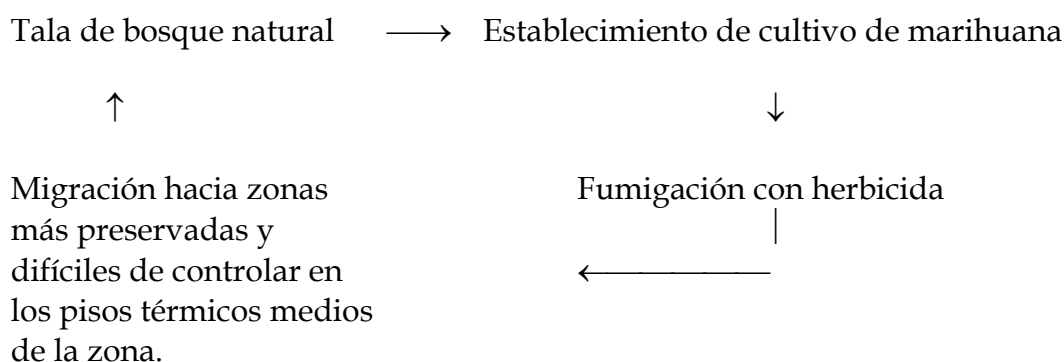 Tala de bosque natural ⟶ Establecimiento de cultivo de marihuana
↑ ↓
Migración hacia zonas Fumigación con herbicida
más preservadas y |
difíciles de controlar en ←
los pisos térmicos medios
de la zona.